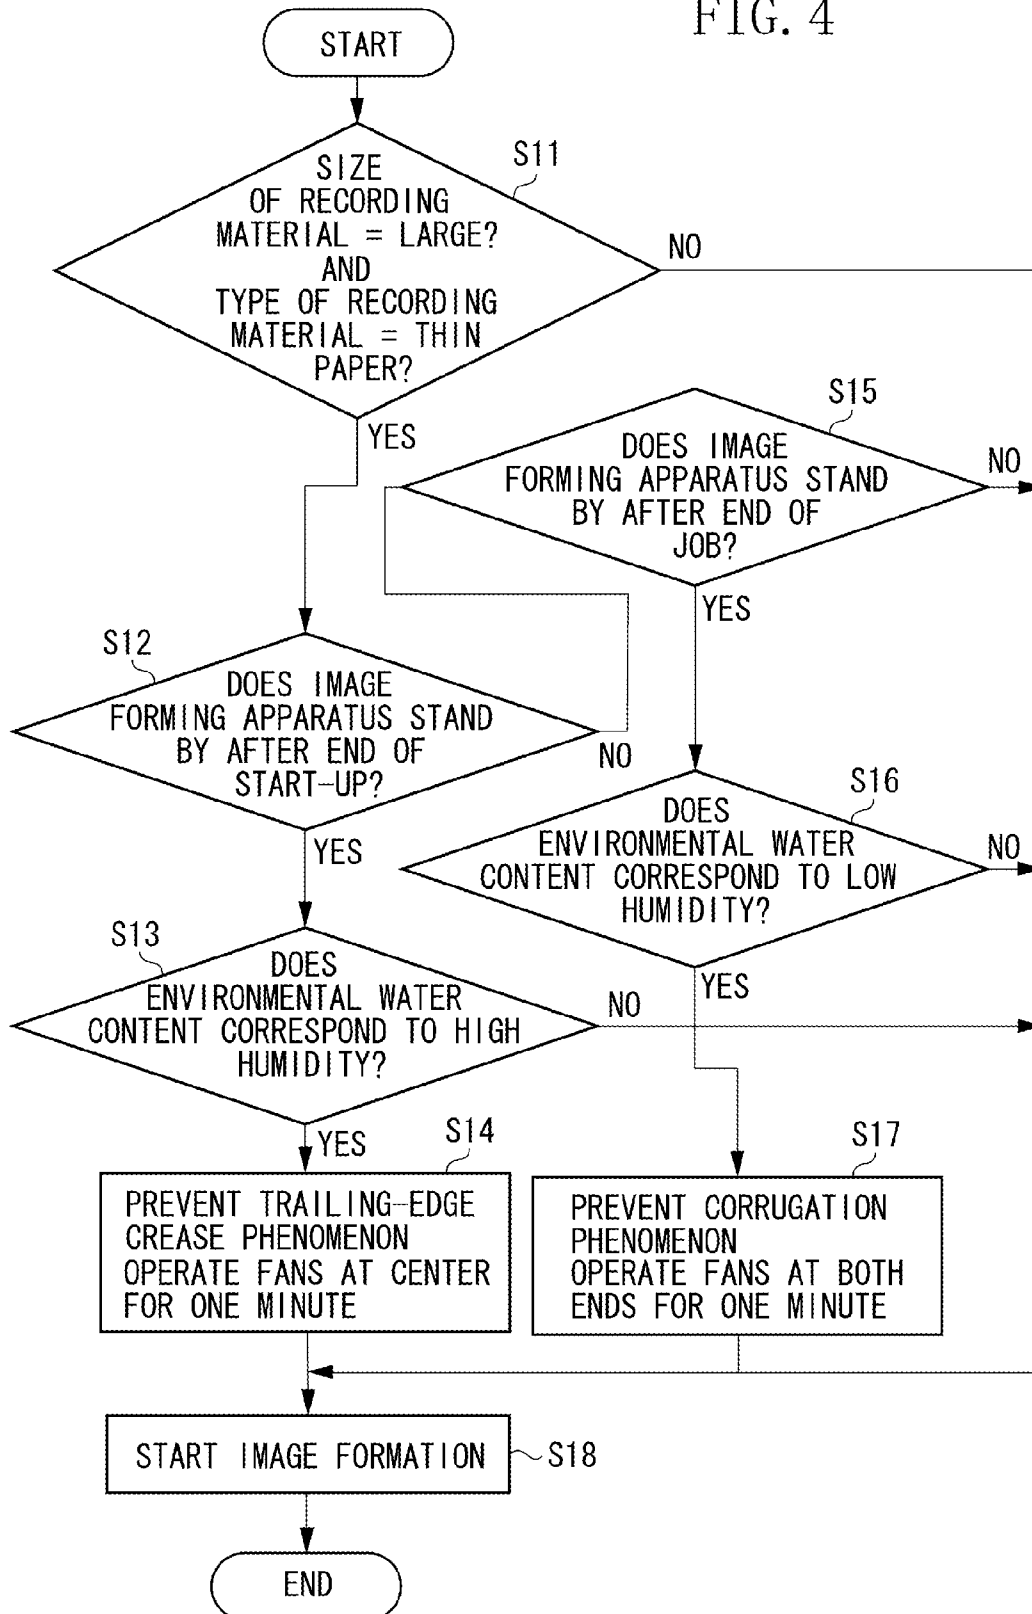 FIG. 4
START
S11
SIZE
OF RECORDING
MATERIAL = LARGE?
AND
TYPE OF RECORDING
MATERIAL = THIN
PAPER?
NO
YES
S15
DOES IMAGE
FORMING APPARATUS STAND
BY AFTER END OF
JOB?
NO
YES
S12
DOES IMAGE
FORMING APPARATUS STAND
BY AFTER END OF
START-UP?
NO
YES
S16
DOES
ENVIRONMENTAL WATER
CONTENT CORRESPOND TO LOW
HUMIDITY?
NO
YES
S13
DOES
ENVIRONMENTAL WATER
CONTENT CORRESPOND TO HIGH
HUMIDITY?
NO
YES
S14
PREVENT TRAILING-EDGE
CREASE PHENOMENON
OPERATE FANS AT CENTER
FOR ONE MINUTE
S17
PREVENT CORRUGATION
PHENOMENON
OPERATE FANS AT BOTH
ENDS FOR ONE MINUTE
START IMAGE FORMATION
S18
END